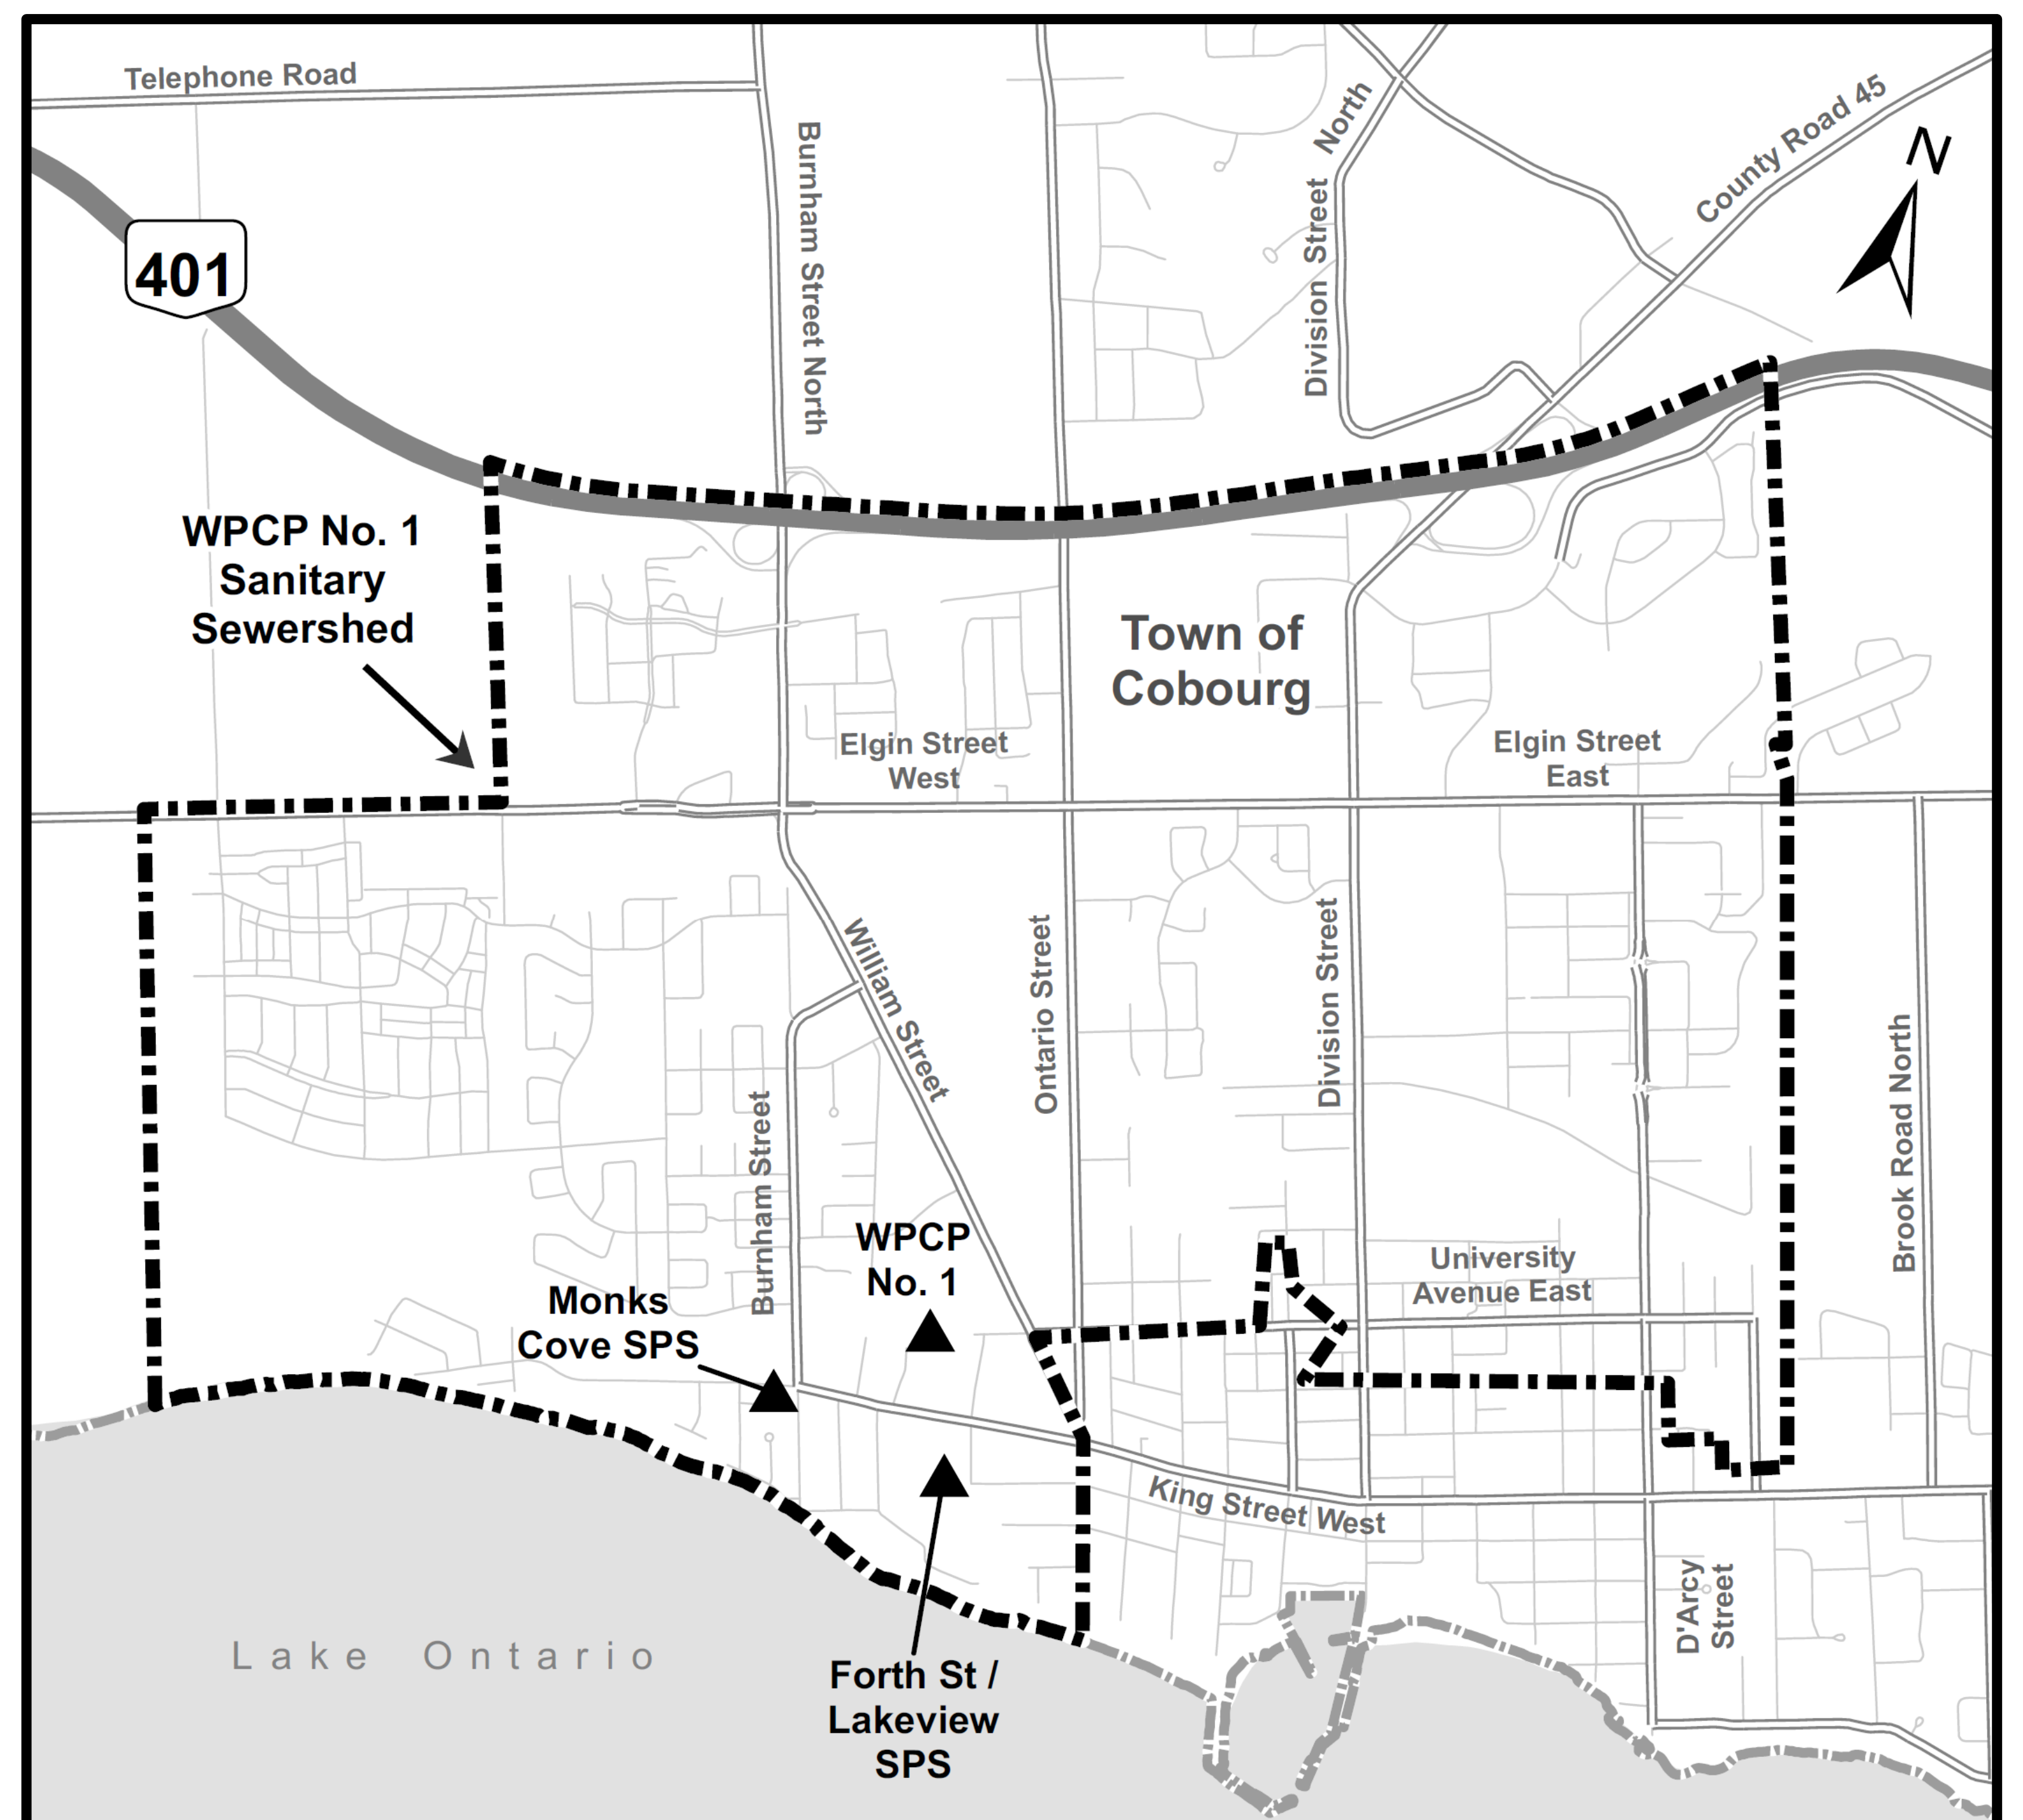 Telephone Road
Burnham Street North
Division Street North
County Road 45
N
401
WPCP No. 1
Sanitary
Sewershed
Town of
Cobourg
Elgin Street
West
Elgin Street
East
William Street
Ontario Street
Division Street
Brook Road North
Burnham Street
WPCP
No. 1
University
Avenue East
Monks
Cove SPS
King Street West
D'Arcy
Street
Lake Ontario
Forth St /
Lakeview
SPS